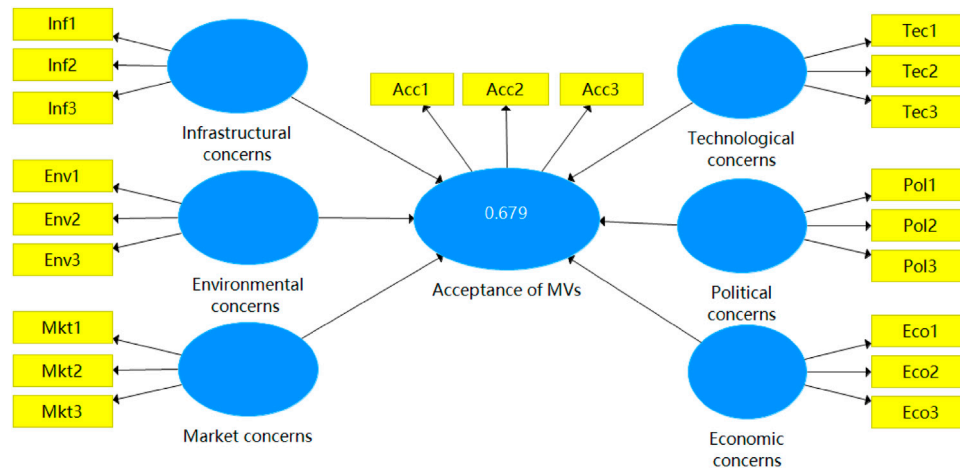 Inf1
Inf2
Inf3
Infrastructural
concerns
Acc1
Acc2
Acc3
Tec1
Tec2
Tec3
Technological
concerns
Env1
Env2
Env3
Environmental
concerns
0.679
Acceptance of MVs
Pol1
Pol2
Pol3
Political
concerns
Mkt1
Mkt2
Mkt3
Market concerns
Eco1
Eco2
Eco3
Economic
concerns